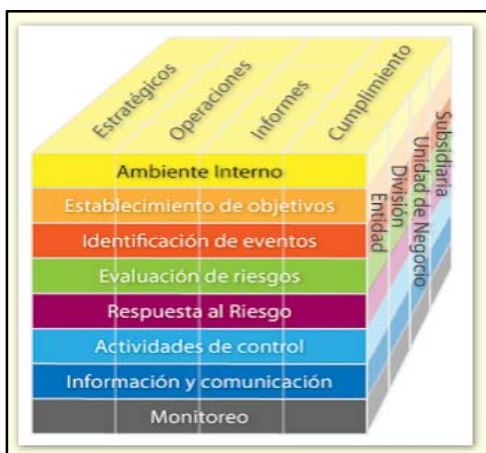 Estratégicos
Operaciones
Informes
Cumplimiento
Ambiente Interno
Establecimiento de objetivos
Identificación de eventos
Evaluación de riesgos
Respuesta al Riesgo
Actividades de control
Información y comunicación
Monitoreo
Entidad
División
Unidad de Negocio
Subsidiaria